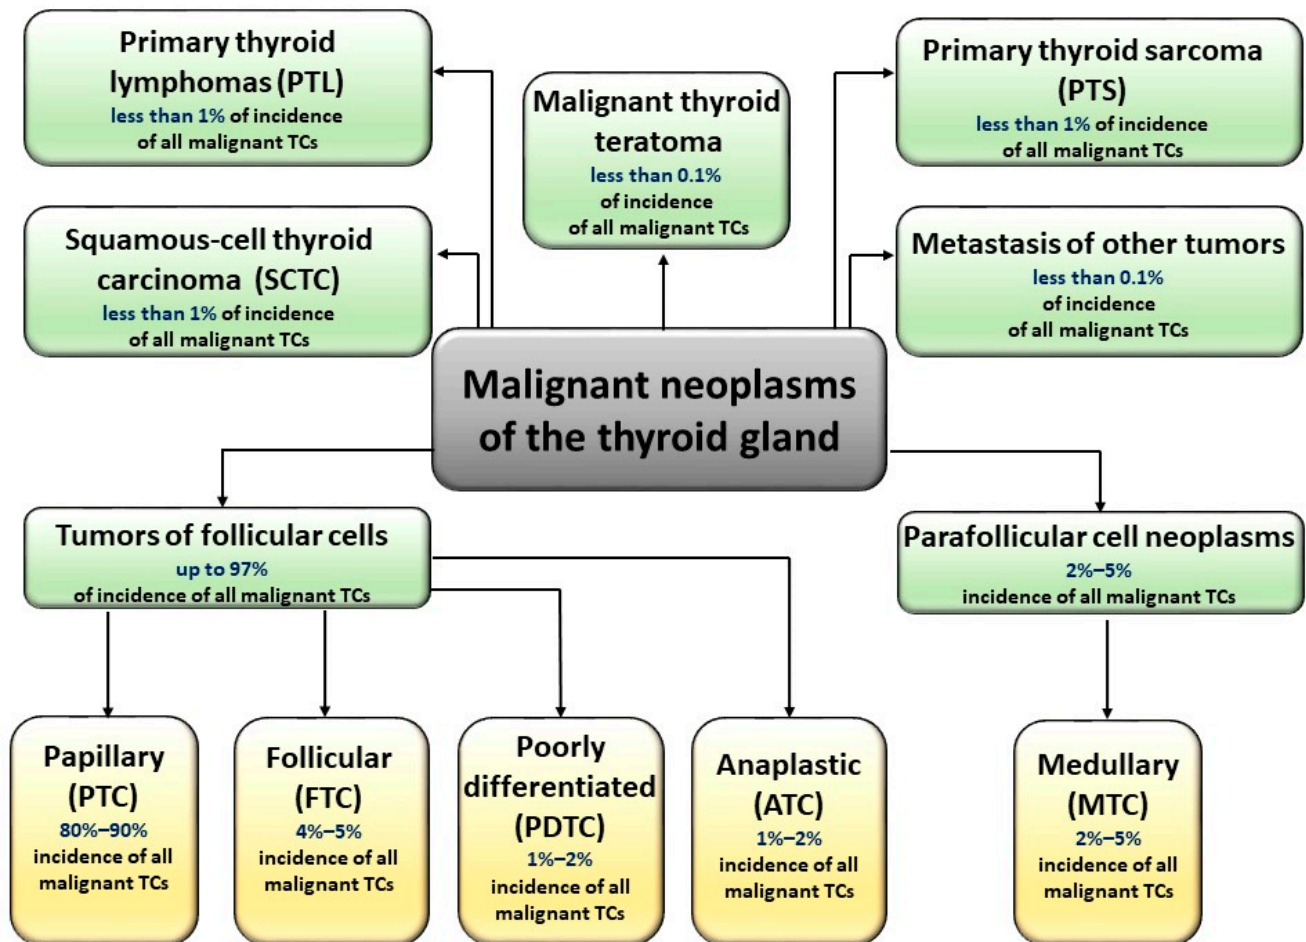 Primary thyroid
lymphomas (PTL)
less than 1% of incidence
of all malignant TCs
Malignant thyroid
teratoma
less than 0.1%
of incidence
of all malignant TCs
Primary thyroid sarcoma
(PTS)
less than 1% of incidence
of all malignant TCs
Squamous-cell thyroid
carcinoma (SCTC)
less than 1% of incidence
of all malignant TCs
Metastasis of other tumors
less than 0.1%
of incidence
of all malignant TCs
Malignant neoplasms
of the thyroid gland
Tumors of follicular cells
up to 97%
of incidence of all malignant TCs
Parafollicular cell neoplasms
2%–5%
incidence of all malignant TCs
Papillary
(PTC)
80%–90%
incidence of all
malignant TCs
Follicular
(FTC)
4%–5%
incidence of all
malignant TCs
Poorly
differentiated
(PDTC)
1%–2%
incidence of all
malignant TCs
Anaplastic
(ATC)
1%–2%
incidence of all
malignant TCs
Medullary
(MTC)
2%–5%
incidence of all
malignant TCs